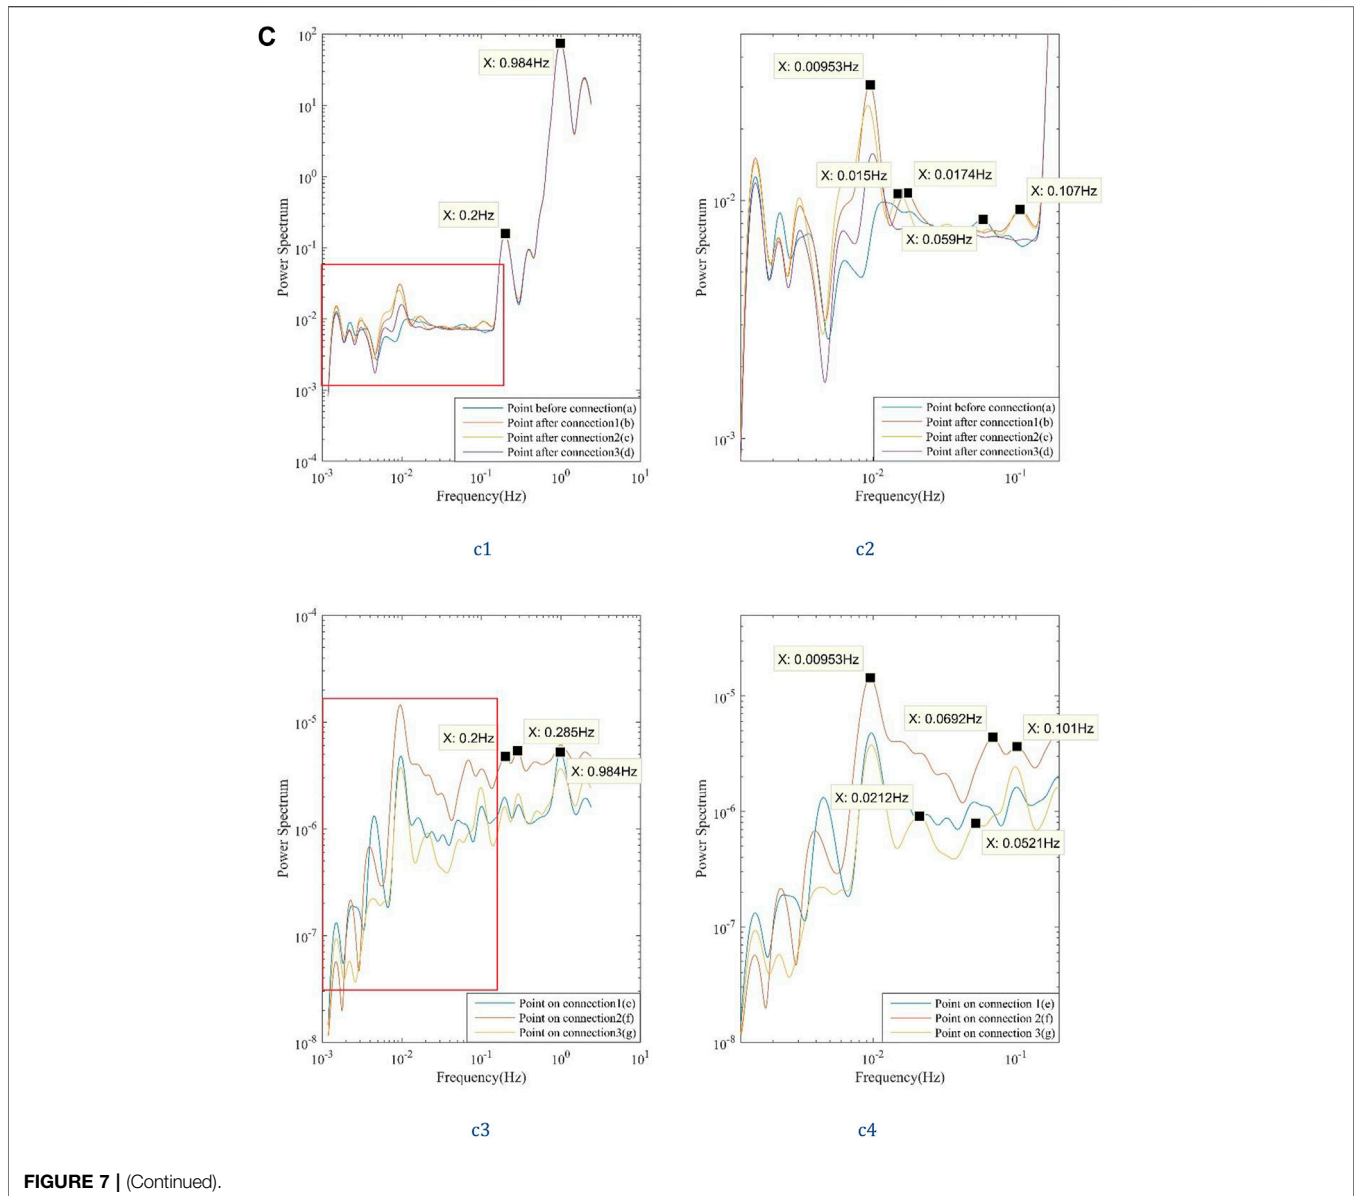 C
10^2
10^1
10^0
10^-1
10^-2
10^-3
10^-4
Power Spectrum
X: 0.984Hz
X: 0.2Hz
Point before connection(a)
Point after connection1(b)
Point after connection2(c)
Point after connection3(d)
10^-3 10^-2 10^-1 10^0 10^1
Frequency(Hz)
c1
10^-2
10^-3
Power Spectrum
X: 0.00953Hz
X: 0.015Hz
X: 0.0174Hz
X: 0.107Hz
X: 0.059Hz
Point before connection(a)
Point after connection1(b)
Point after connection2(c)
Point after connection3(d)
10^-2 10^-1
Frequency(Hz)
c2
10^-4
10^-5
10^-6
10^-7
10^-8
Power Spectrum
X: 0.2Hz
X: 0.285Hz
X: 0.984Hz
Point on connection1(e)
Point on connection2(f)
Point on connection3(g)
10^-3 10^-2 10^-1 10^0 10^1
Frequency(Hz)
c3
10^-5
10^-6
10^-7
10^-8
Power Spectrum
X: 0.00953Hz
X: 0.0692Hz
X: 0.101Hz
X: 0.0212Hz
X: 0.0521Hz
Point on connection 1(e)
Point on connection 2(f)
Point on connection 3(g)
10^-2 10^-1
Frequency(Hz)
c4
FIGURE 7 | (Continued).